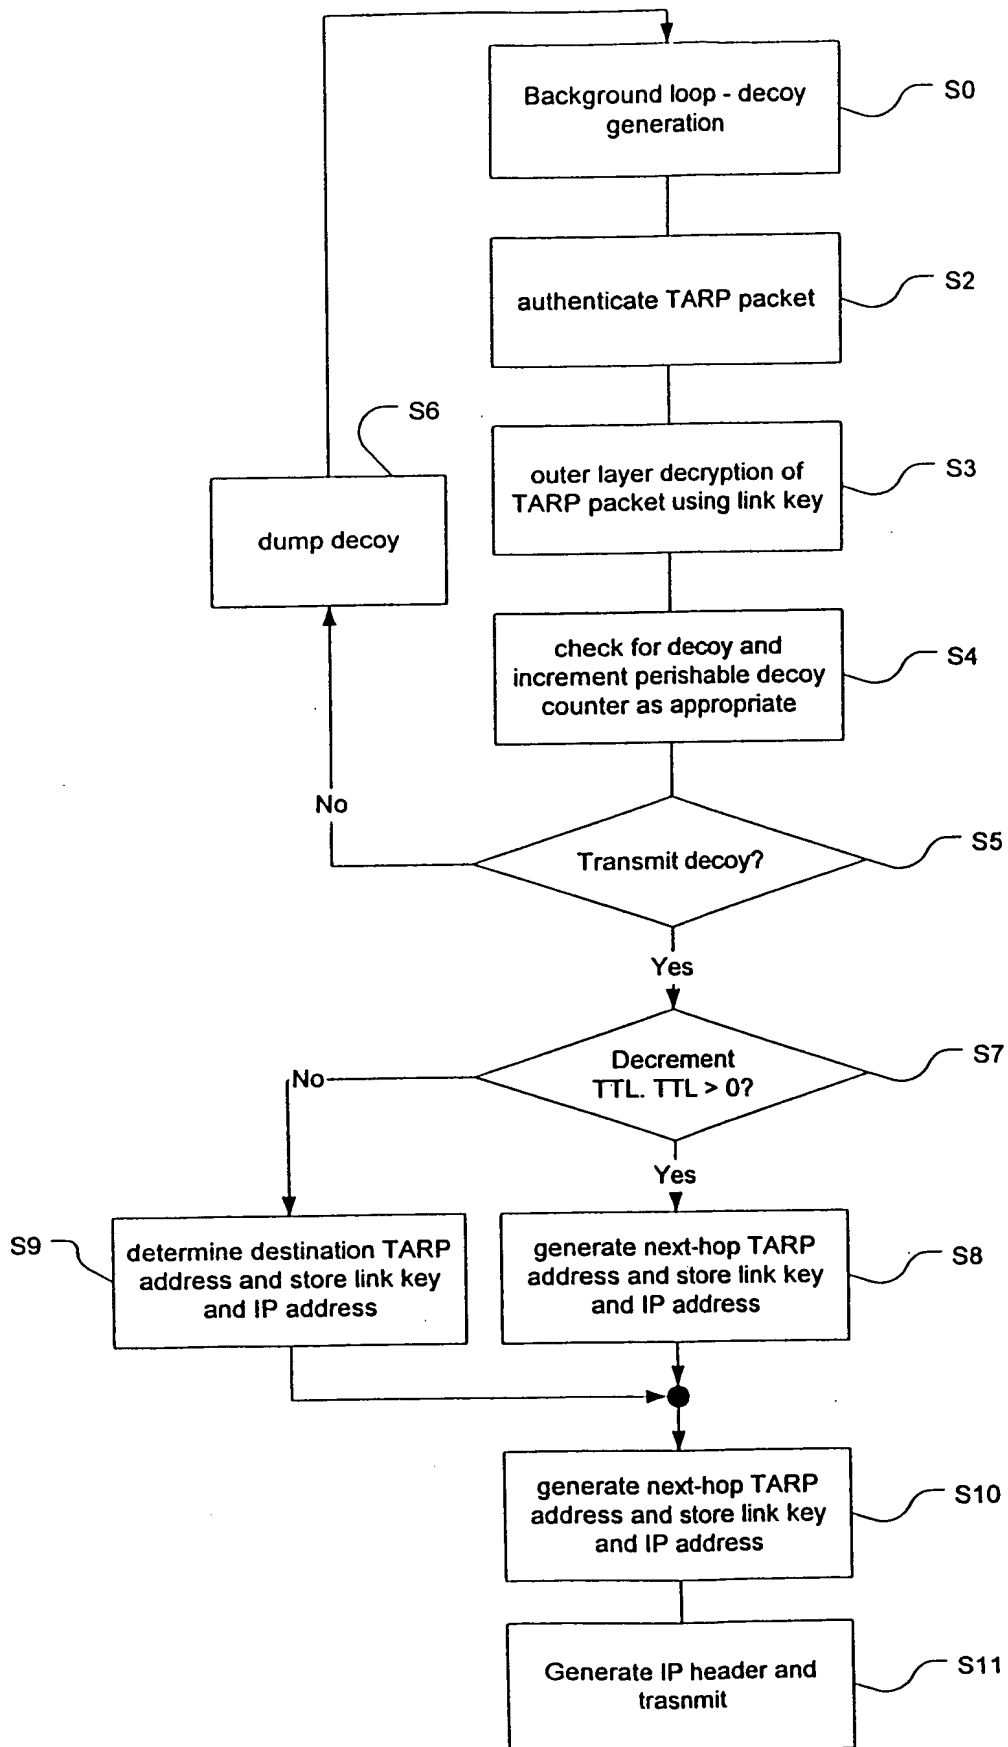 Background loop - decoy
generation
S0
authenticate TARP packet
S2
S6
outer layer decryption of
TARP packet using link key
S3
dump decoy
check for decoy and
increment perishable decoy
counter as appropriate
S4
No
Transmit decoy?
S5
Yes
Decrement
TTL. TTL > 0?
S7
No
Yes
S9
determine destination TARP
address and store link key
and IP address
generate next-hop TARP
address and store link key
and IP address
S8
generate next-hop TARP
address and store link key
and IP address
S10
Generate IP header and
trasnmit
S11